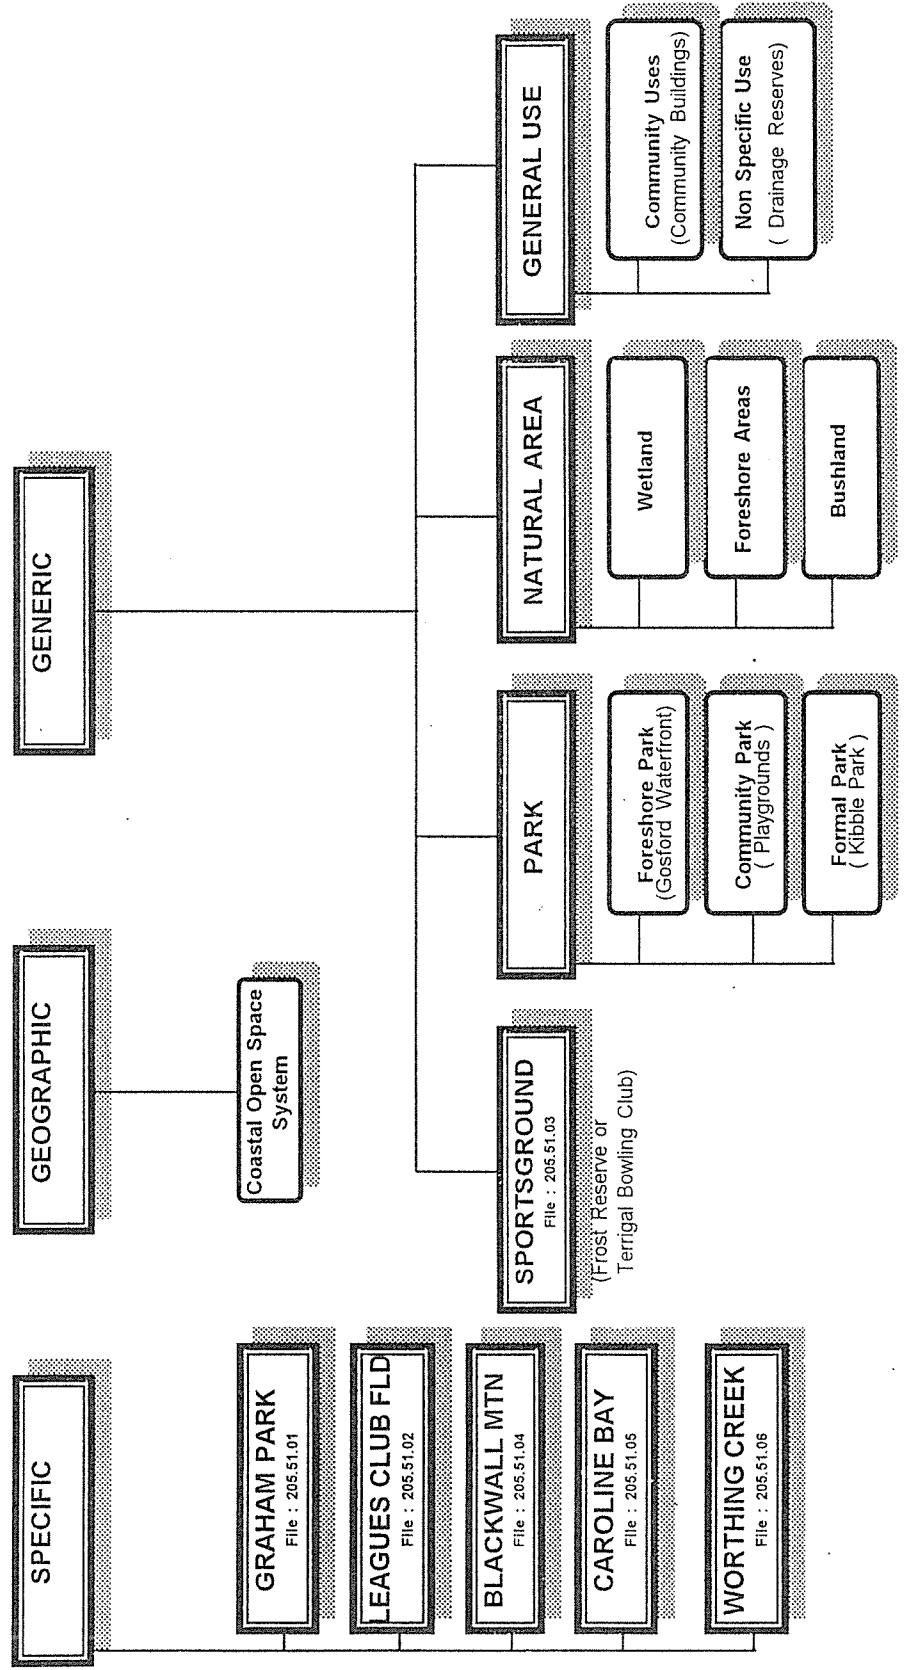 SPECIFIC
GRAHAM PARK
File : 205.51.01
LEAGUES CLUB FLD
File : 205.51.02
BLACKWALL MTN
File : 205.51.04
CAROLINE BAY
File : 205.51.05
WORTHING CREEK
File : 205.51.06
GEOGRAPHIC
Coastal Open Space
System
GENERIC
SPORTSGROUND
File : 205.51.03
(Frost Reserve or
Terrigal Bowling Club)
PARK
Foreshore Park
(Gosford Waterfront)
Community Park
( Playgrounds )
Formal Park
( Kibble Park )
NATURAL AREA
Wetland
Foreshore Areas
Bushland
GENERAL USE
Community Uses
(Community Buildings)
Non Specific Use
( Drainage Reserves)